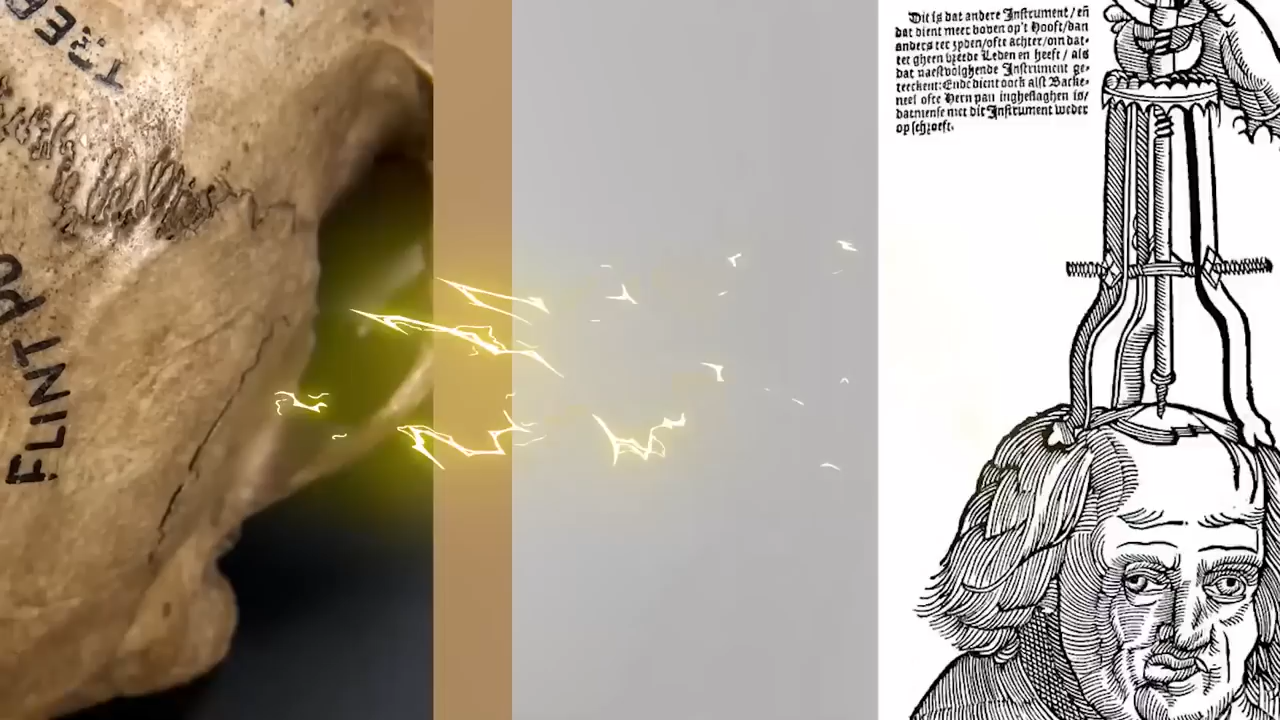 FLINT
Dit is dat andere Instrument/en̄
dat dient meer boven op't Hooft/dan
anders ter zyden/ofte achter/om dat-
ter gheen breede Leden en heeft / als
dat naestvolghende Instrument ge-
teeckent: Ende dient oock alst Backe-
neel ofte Hern pan ingheslaghen is/
datmense met dit Instrument weder
op schroeft.